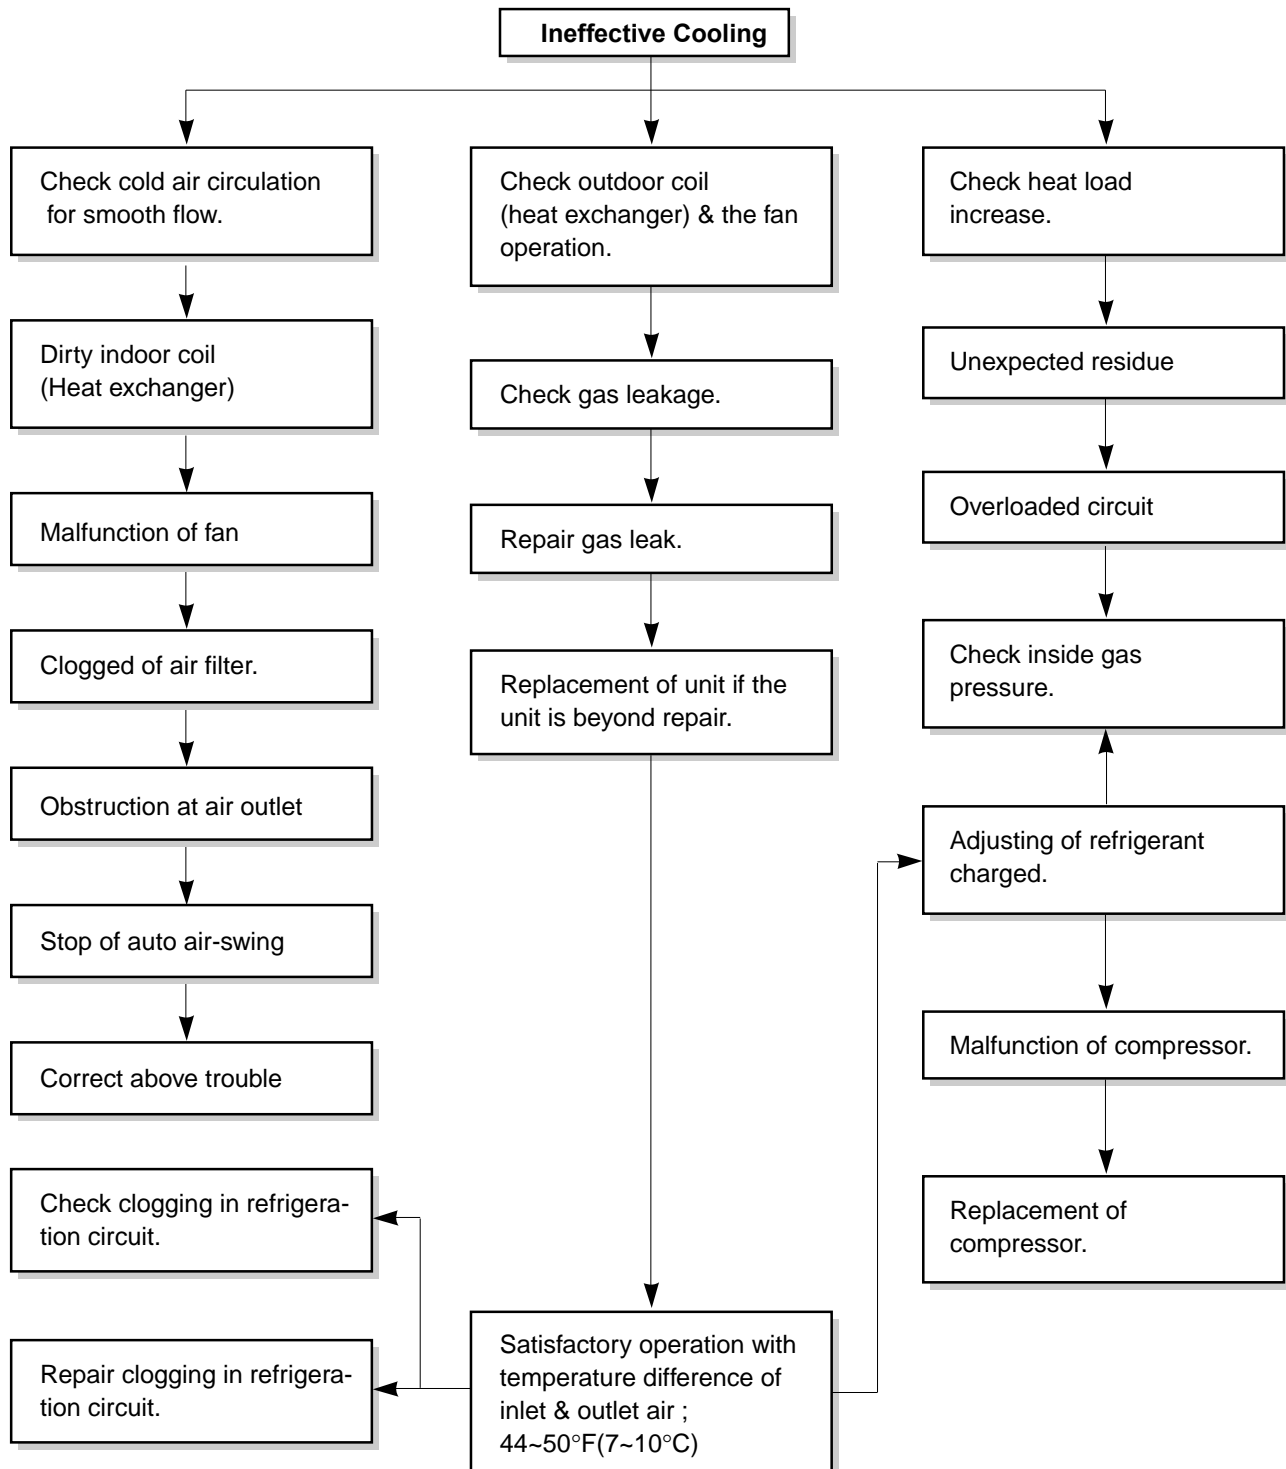 Ineffective Cooling
Check cold air circulation
for smooth flow.
Dirty indoor coil
(Heat exchanger)
Malfunction of fan
Clogged of air filter.
Obstruction at air outlet
Stop of auto air-swing
Correct above trouble
Check clogging in refrigera-
tion circuit.
Repair clogging in refrigera-
tion circuit.
Check outdoor coil
(heat exchanger) & the fan
operation.
Check gas leakage.
Repair gas leak.
Replacement of unit if the
unit is beyond repair.
Satisfactory operation with
temperature difference of
inlet & outlet air ;
44~50°F(7~10°C)
Check heat load
increase.
Unexpected residue
Overloaded circuit
Check inside gas
pressure.
Adjusting of refrigerant
charged.
Malfunction of compressor.
Replacement of
compressor.